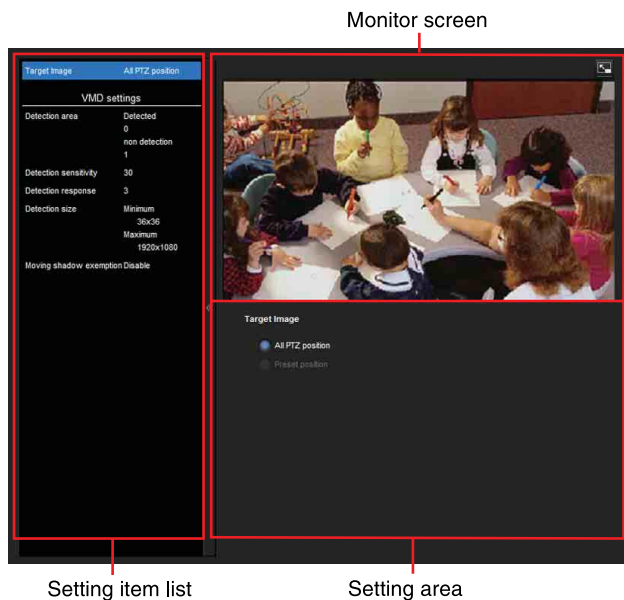 Monitor screen
Target Image All PTZ position
VMD settings
Detection area Detected
0
non detection
1
Detection sensitivity 30
Detection response 3
Detection size Minimum
36x36
Maximum
1920x1080
Moving shadow exemption Disable
Target Image
All PTZ position
Preset position
Setting item list
Setting area